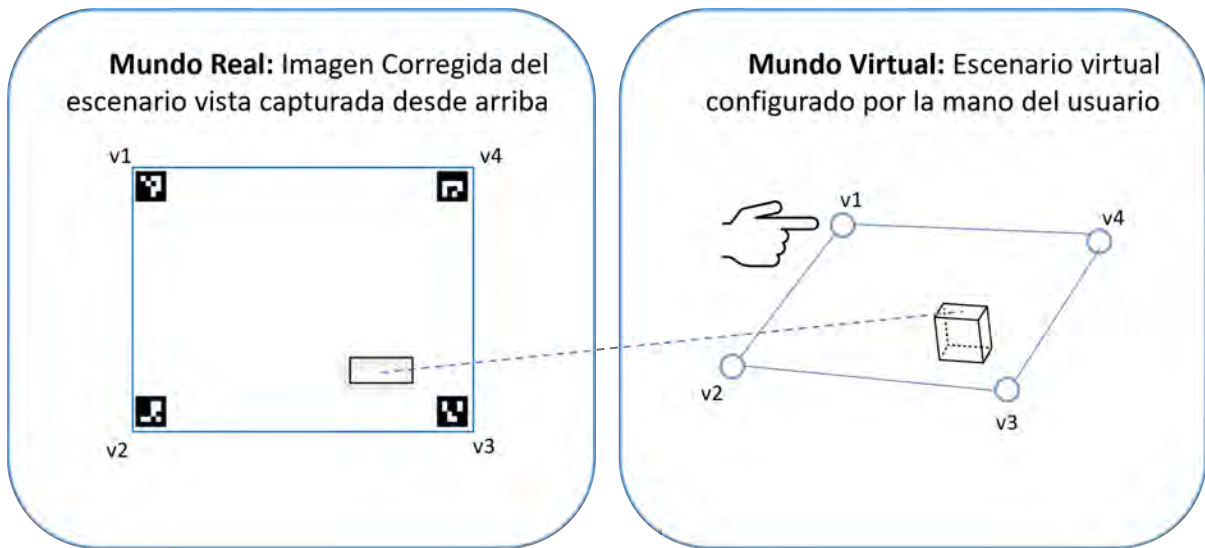 Mundo Real: Imagen Corregida del
escenario vista capturada desde arriba
v1
v4
v2
v3
Mundo Virtual: Escenario virtual
configurado por la mano del usuario
v1
v4
v2
v3